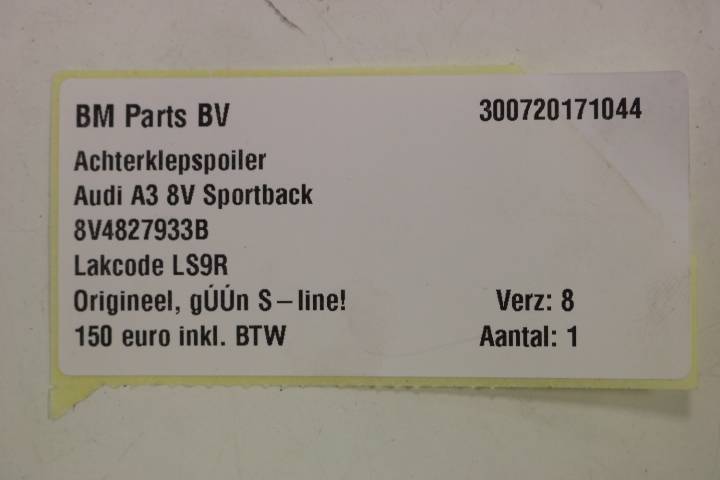 BM Parts BV 300720171044
Achterklepspoiler
Audi A3 8V Sportback
8V4827933B
Lakcode LS9R
Origineel, gÚÚn S-line! Verz: 8
150 euro inkl. BTW Aantal: 1